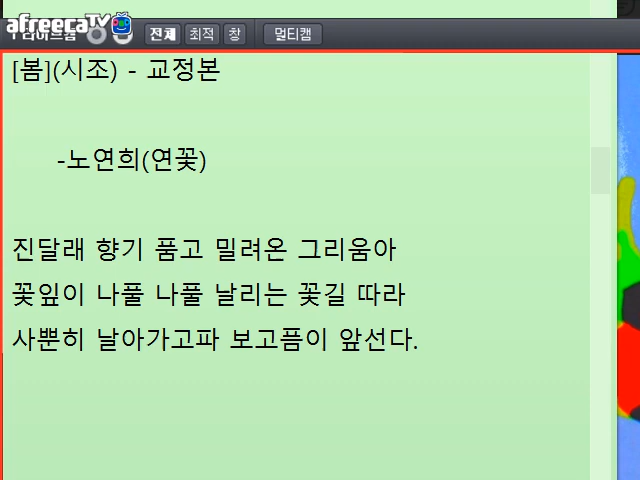 afreecaTV
전체 최적 창 멀티캠
[봄](시조) - 교정본
-노연희(연꽃)
진달래 향기 품고 밀려온 그리움아
꽃잎이 나풀 나풀 날리는 꽃길 따라
사뿐히 날아가고파 보고픔이 앞선다.